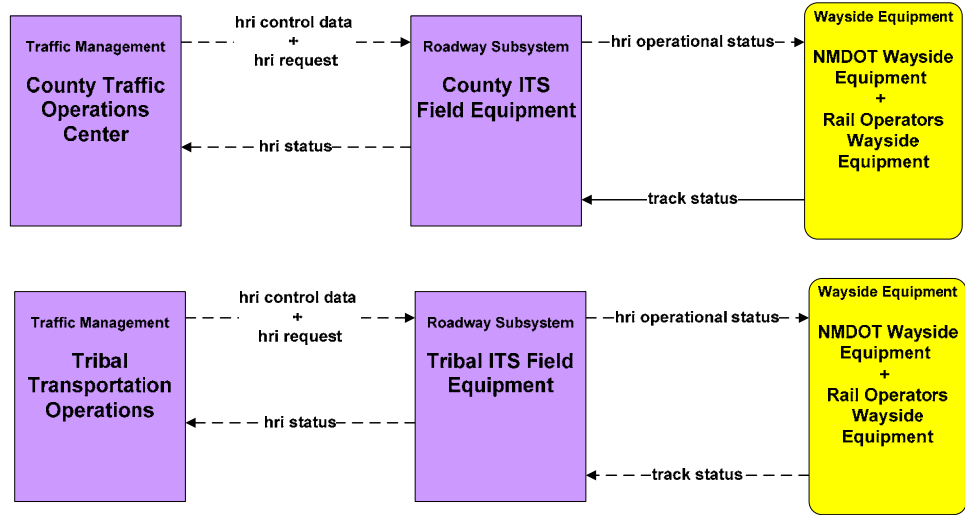 Traffic Management
County Traffic
Operations
Center
hri control data
+
hri request
hri status
Roadway Subsystem
County ITS
Field Equipment
hri operational status
track status
Wayside Equipment
NMDOT Wayside
Equipment
+
Rail Operators
Wayside
Equipment
Traffic Management
Tribal
Transportation
Operations
hri control data
+
hri request
hri status
Roadway Subsystem
Tribal ITS Field
Equipment
hri operational status
track status
Wayside Equipment
NMDOT Wayside
Equipment
+
Rail Operators
Wayside
Equipment